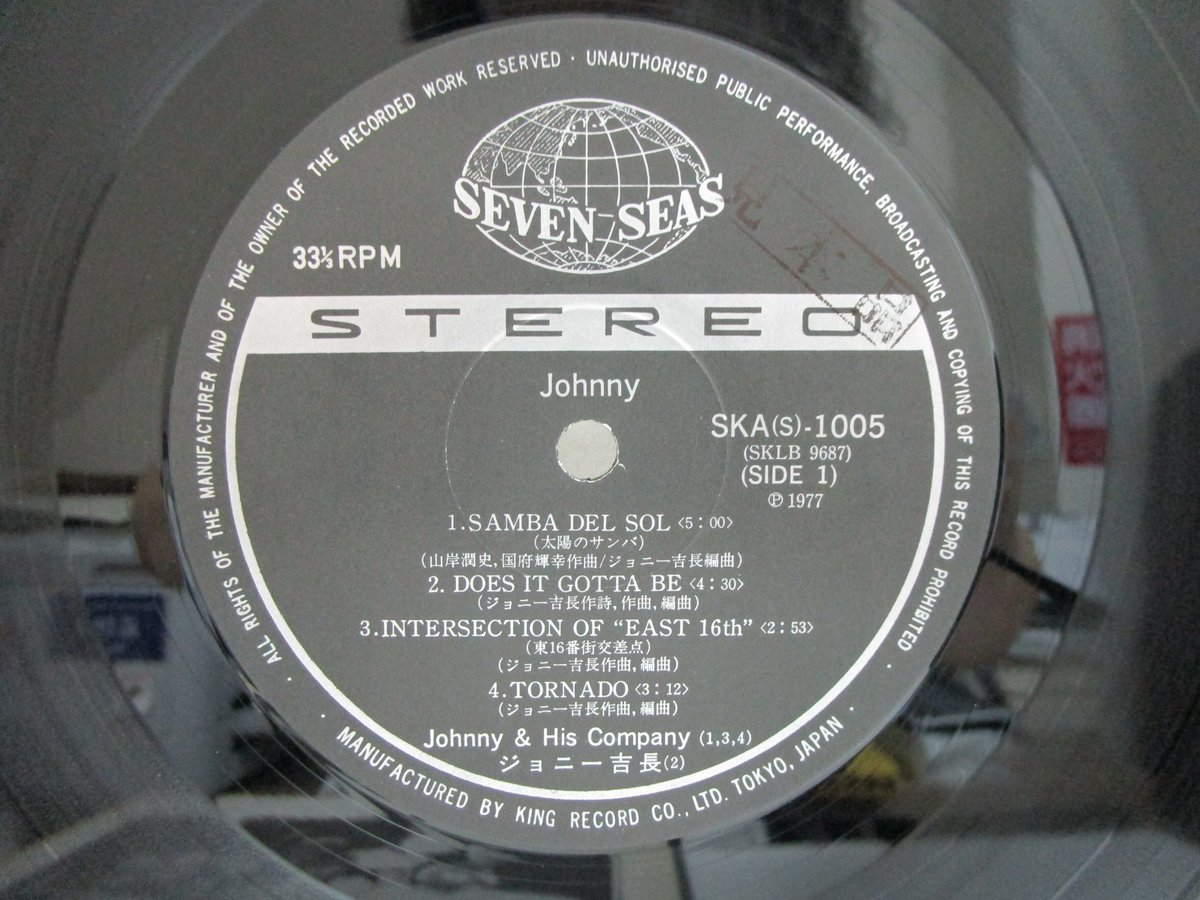 ALL RIGHTS OF THE MANUFACTURER AND OF THE OWNER OF THE RECORDED WORK RESERVED · UNAUTHORISED PUBLIC PERFORMANCE, BROADCASTING AND COPYING OF THIS RECORD PROHIBITED ·
SEVEN SEAS
33⅓RPM
STEREO
Johnny
SKA(S)-1005
(SKLB 9687)
(SIDE 1)
Ⓟ1977
1.SAMBA DEL SOL <5:00>
(太陽のサンバ)
(山岸潤史,国府輝幸作曲/ジョニー吉長編曲)
2. DOES IT GOTTA BE <4:30>
(ジョニー吉長作詩,作曲,編曲)
3.INTERSECTION OF “EAST 16th” <2:53>
(東16番街交差点)
(ジョニー吉長作曲,編曲)
4.TORNADO <3:12>
(ジョニー吉長作曲,編曲)
Johnny & His Company (1,3,4)
ジョニー吉長(2)
· MANUFACTURED BY KING RECORD CO., LTD. TOKYO, JAPAN ·